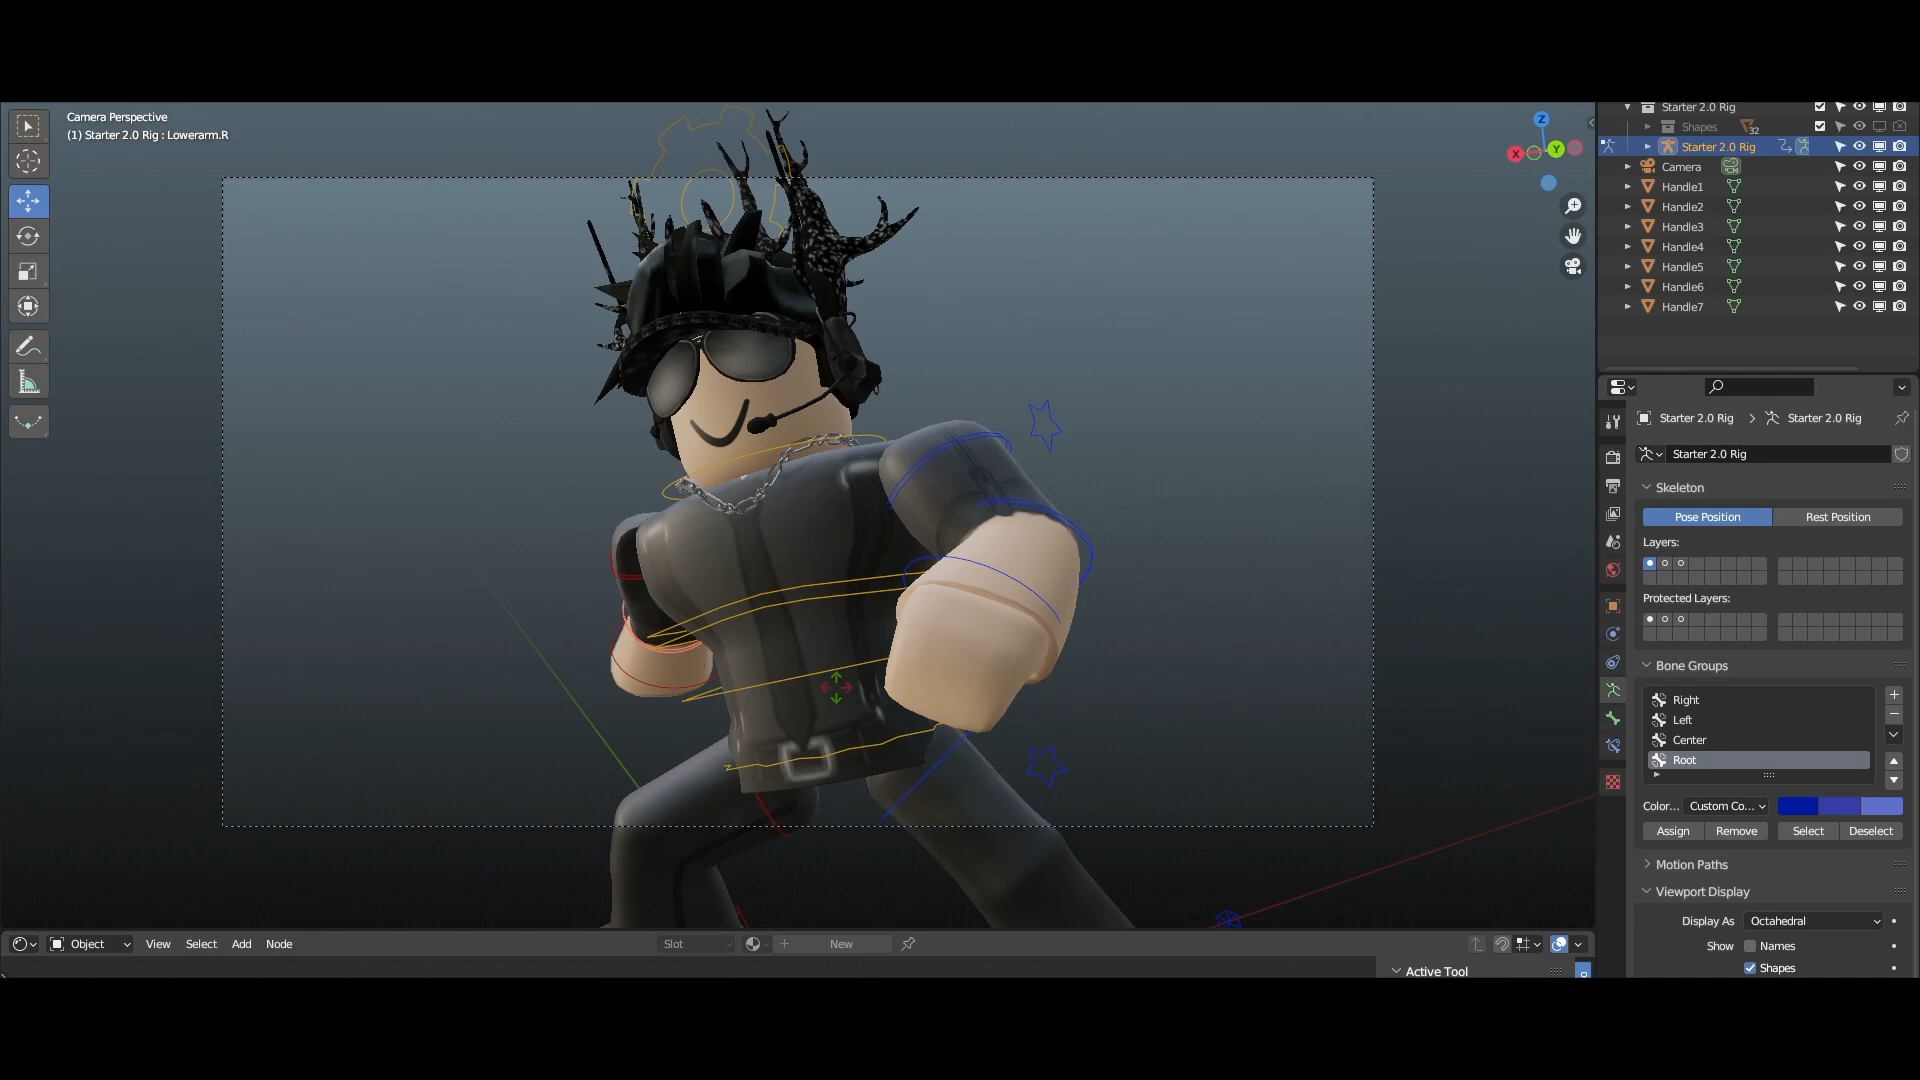 Camera Perspective
(1) Starter 2.0 Rig : Lowerarm.R
Z
X
Y
Starter 2.0 Rig
Shapes
32
Starter 2.0 Rig
Camera
Handle1
Handle2
Handle3
Handle4
Handle5
Handle6
Handle7
Starter 2.0 Rig > Starter 2.0 Rig
Starter 2.0 Rig
Skeleton
Pose Position Rest Position
Layers:
Protected Layers:
Bone Groups
Right
Left
Center
Root
Color... Custom Co...
Assign Remove Select Deselect
Motion Paths
Viewport Display
Display As Octahedral
Show Names
Shapes
Object View Select Add Node Slot New
Active Tool